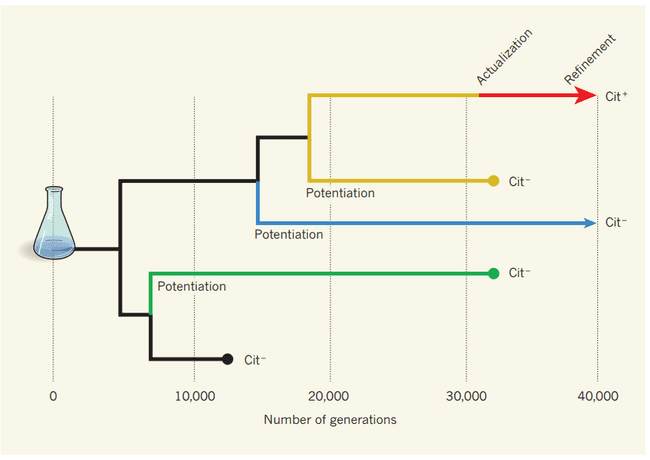 Actualization
Refinement
Cit+
Cit−
Potentiation
Cit−
Potentiation
Cit−
Potentiation
Cit−
0
10,000
20,000
30,000
40,000
Number of generations